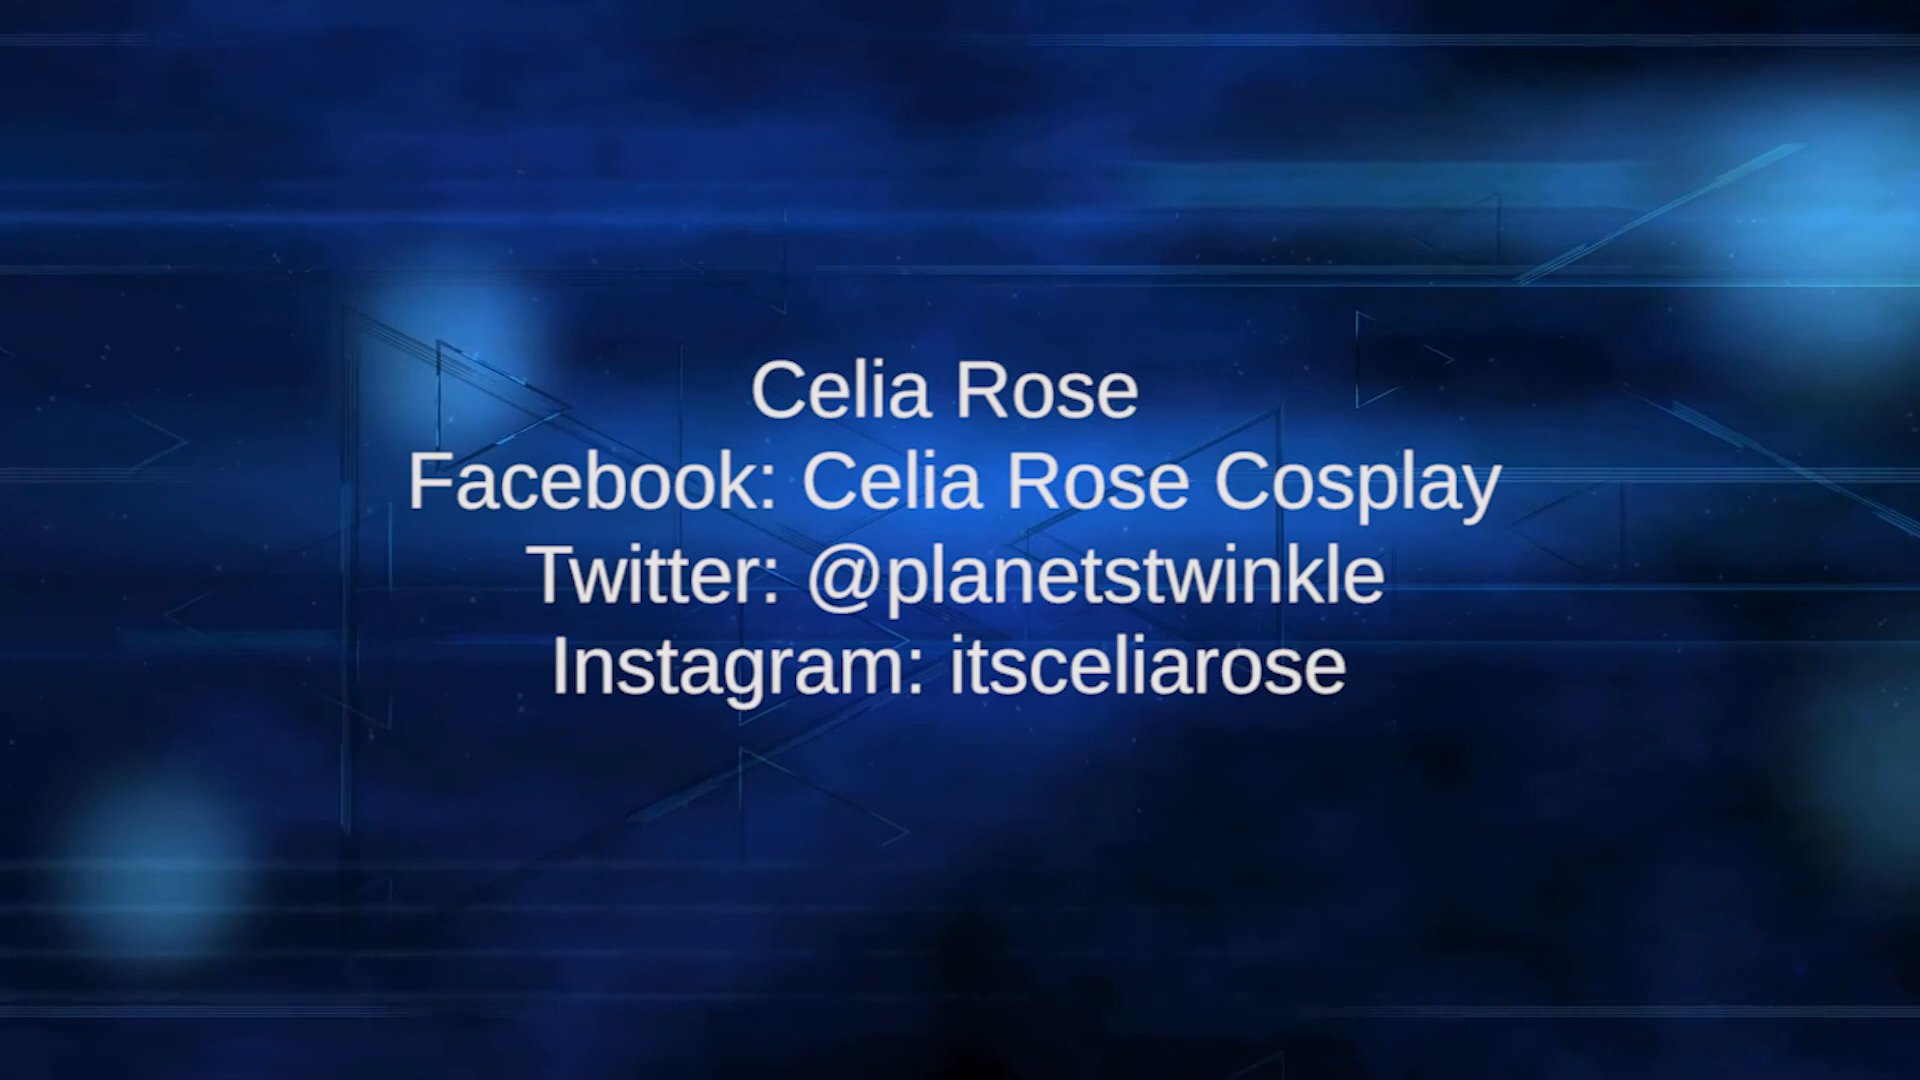 Celia Rose
Facebook: Celia Rose Cosplay
Twitter: @planetstwinkle
Instagram: itsceliarose